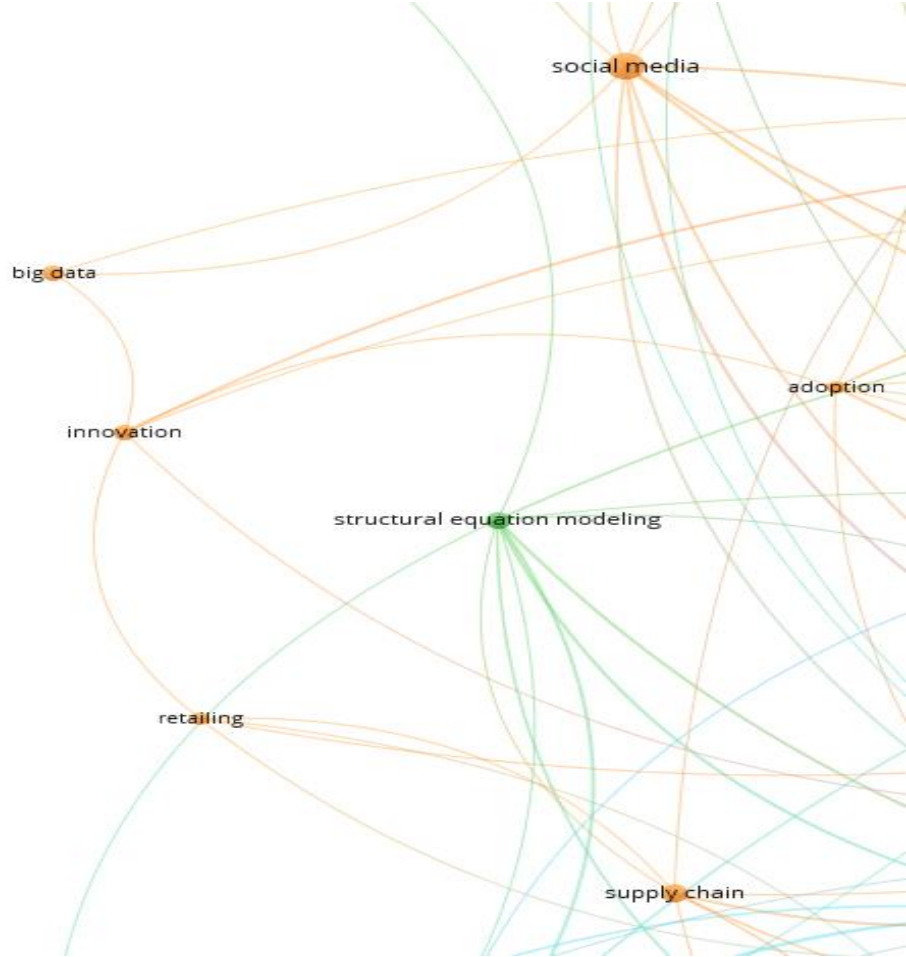 social media
big data
adoption
innovation
structural equation modeling
retailing
supply chain